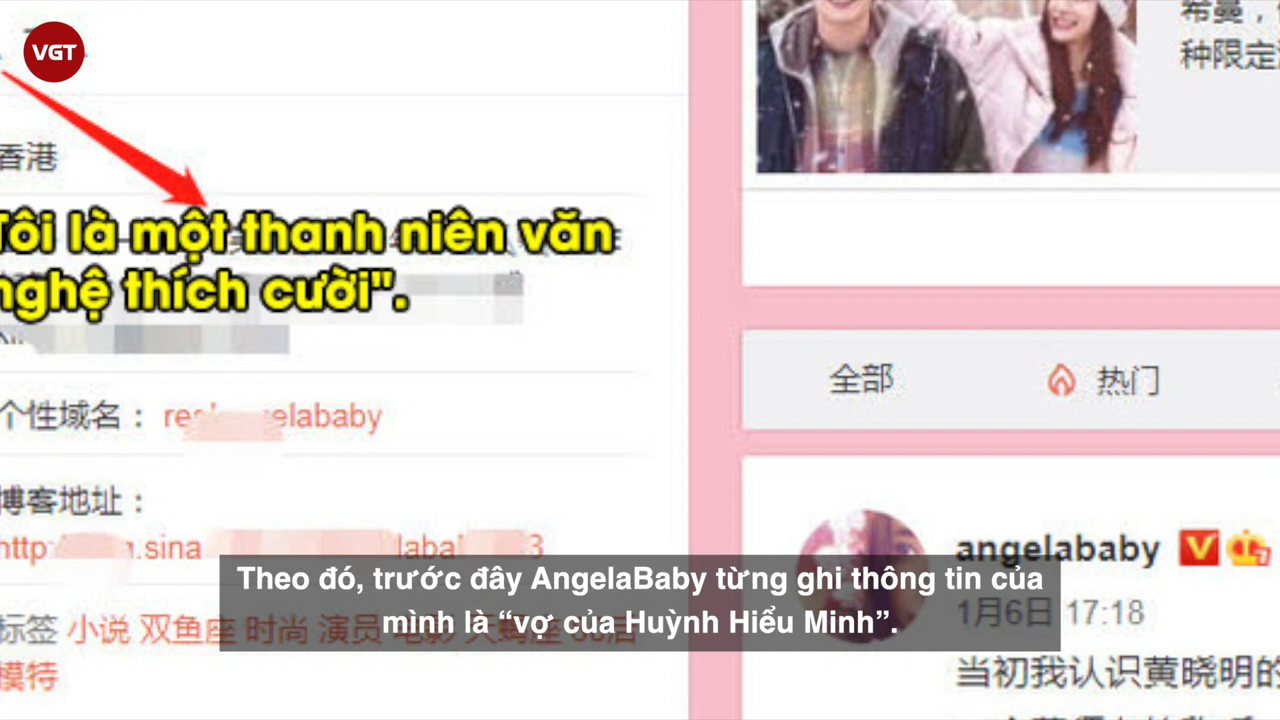 VGT
香港
Tôi là một thanh niên văn
nghệ thích cười".
个性域名： elababy
博客地址：
http .sina laba 3
标签 小说 双鱼座 时尚 演员 电影
模特
希曼，
种限定
全部 热门
angelababy
1月6日 17:18
当初我认识黄晓明的
Theo đó, trước đây AngelaBaby từng ghi thông tin của
mình là “vợ của Huỳnh Hiểu Minh”.